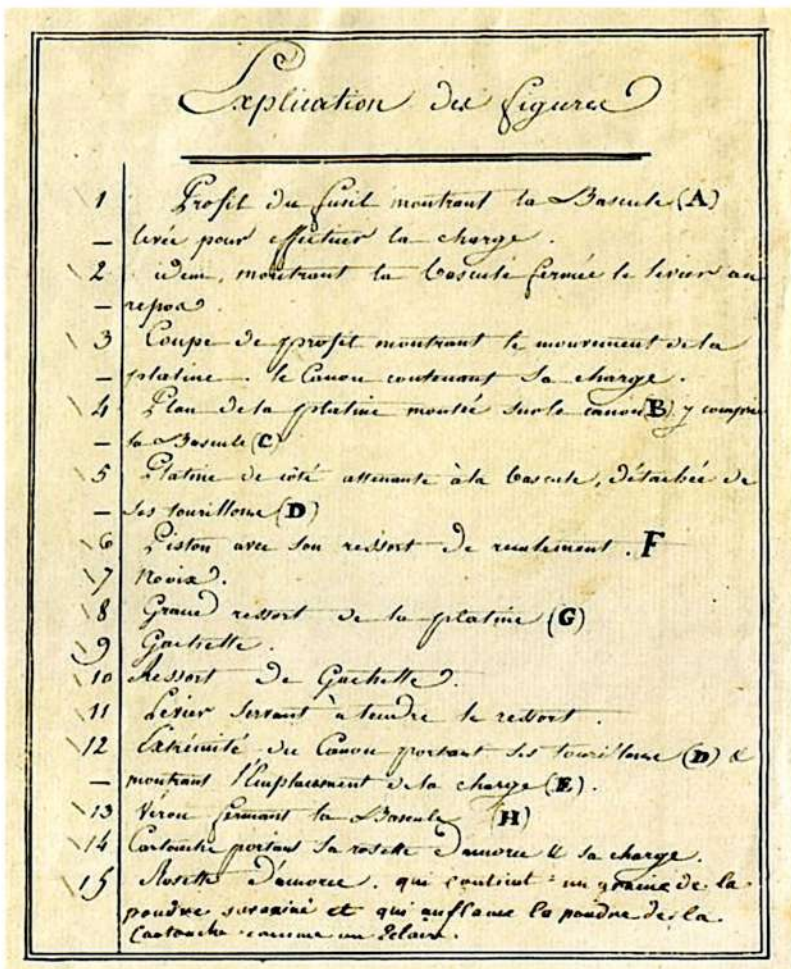 Explication des figures
1 Profil du fusil montrant la Bascule (A)
— levée pour effectuer la charge.
2 idem, montrant la bascule fermée le levier au
— repos.
3 Coupe de profil montrant le mouvement de la
— platine. le Canon contenant sa charge.
4 Plan de la platine montée sur le canon (B) y compris
— la Bascule (C)
5 Platine de côté attenante à la bascule, détachée de
— ses tourillons (D)
6 Piston avec son ressort de reculement. F
7 Noix.
8 Grand ressort de la platine (G)
9 Gachette.
10 Ressort de Gachette.
11 Levier servant à tendre le ressort.
12 Extrémité du Canon portant ses tourillons (D) &
— montrant l'Emplacement de la charge (E).
13 Vérou fermant la Bascule (H)
14 Cartouche portant sa rosette d'amorce & sa charge.
15 Rosette d'amorce. qui contient un graine de la
poudre et qui anflame la poudre de la
Cartouche comme un Eclair.